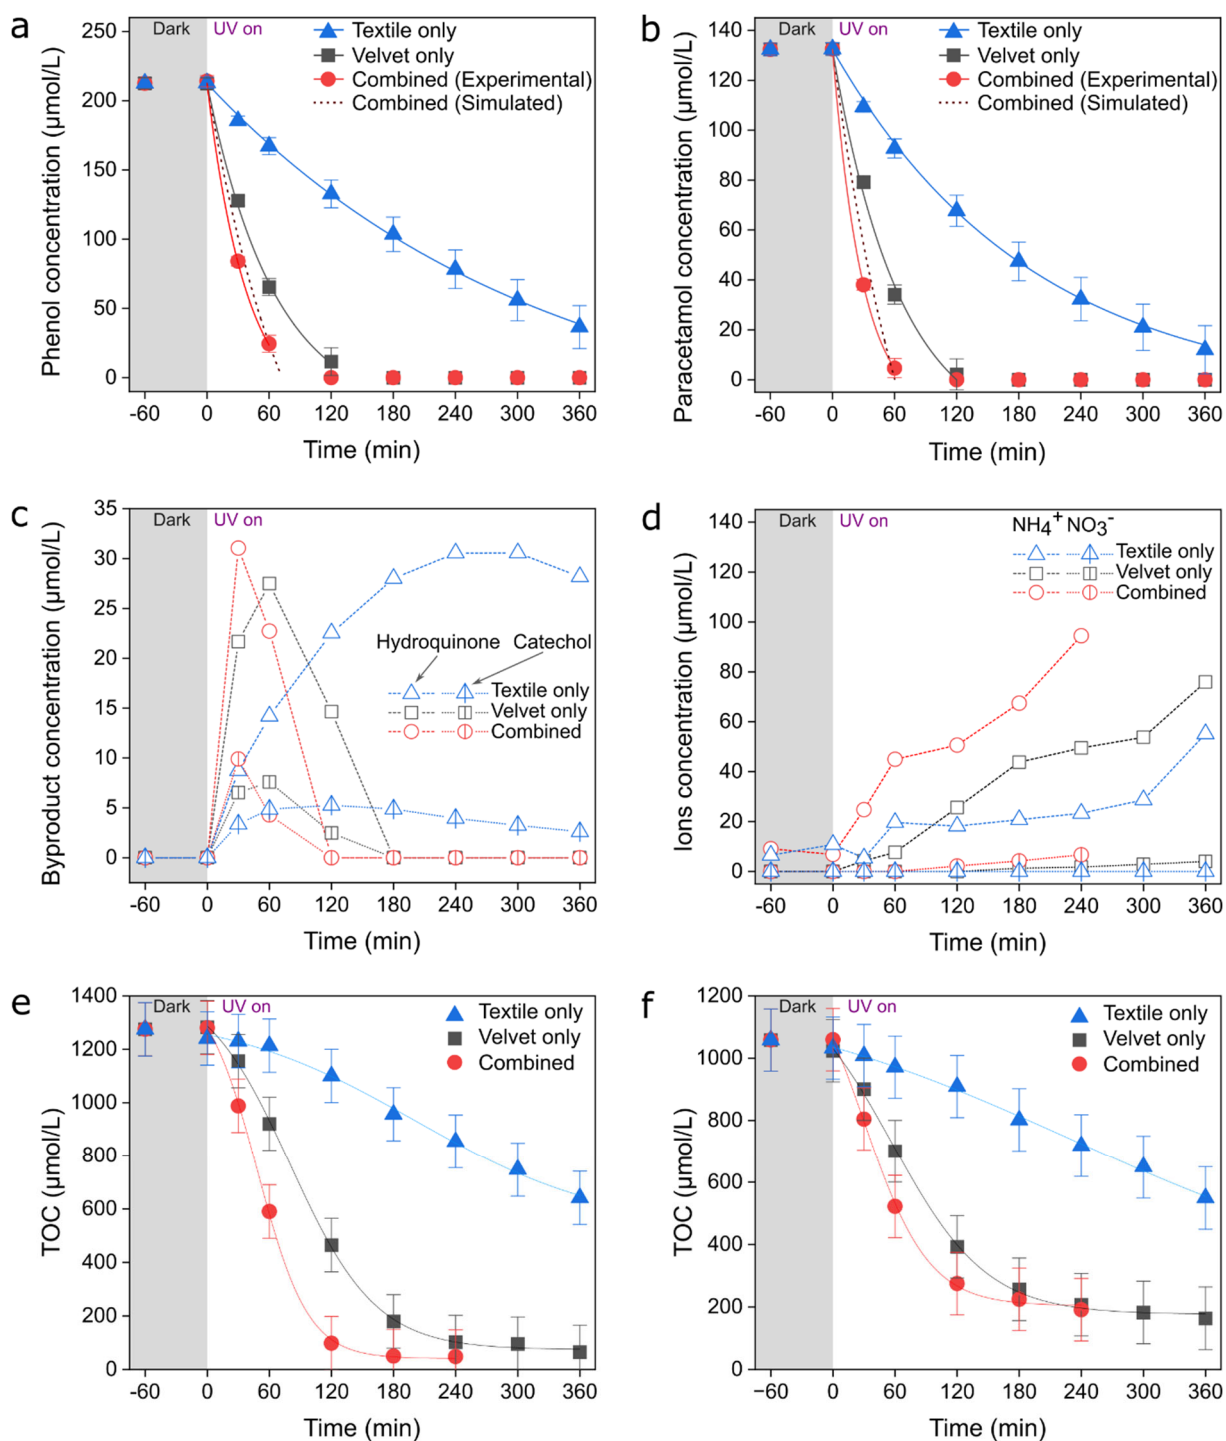 a
Dark
UV on
Textile only
Velvet only
Combined (Experimental)
Combined (Simulated)
250
200
150
100
50
0
-60 0 60 120 180 240 300 360
Time (min)
Phenol concentration (µmol/L)
b
Dark
UV on
Textile only
Velvet only
Combined (Experimental)
Combined (Simulated)
140
120
100
80
60
40
20
0
-60 0 60 120 180 240 300 360
Time (min)
Paracetamol concentration (µmol/L)
c
Dark
UV on
Hydroquinone
Catechol
Textile only
Velvet only
Combined
35
30
25
20
15
10
5
0
-60 0 60 120 180 240 300 360
Time (min)
Byproduct concentration (µmol/L)
d
Dark
UV on
NH₄⁺ NO₃⁻
Textile only
Velvet only
Combined
140
120
100
80
60
40
20
0
-60 0 60 120 180 240 300 360
Time (min)
Ions concentration (µmol/L)
e
Dark
UV on
Textile only
Velvet only
Combined
1400
1200
1000
800
600
400
200
0
-60 0 60 120 180 240 300 360
Time (min)
TOC (µmol/L)
f
Dark
UV on
Textile only
Velvet only
Combined
1200
1000
800
600
400
200
0
−60 0 60 120 180 240 300 360
Time (min)
TOC (µmol/L)